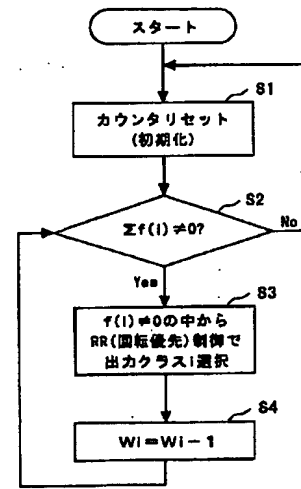 スタート
S1
カウンタリセット
(初期化)
S2
Σf(i)≠0?
No
Yes
S3
f(i)≠0の中から
RR(回転優先)制御で
出力クラスi選択
S4
Wi=Wi-1